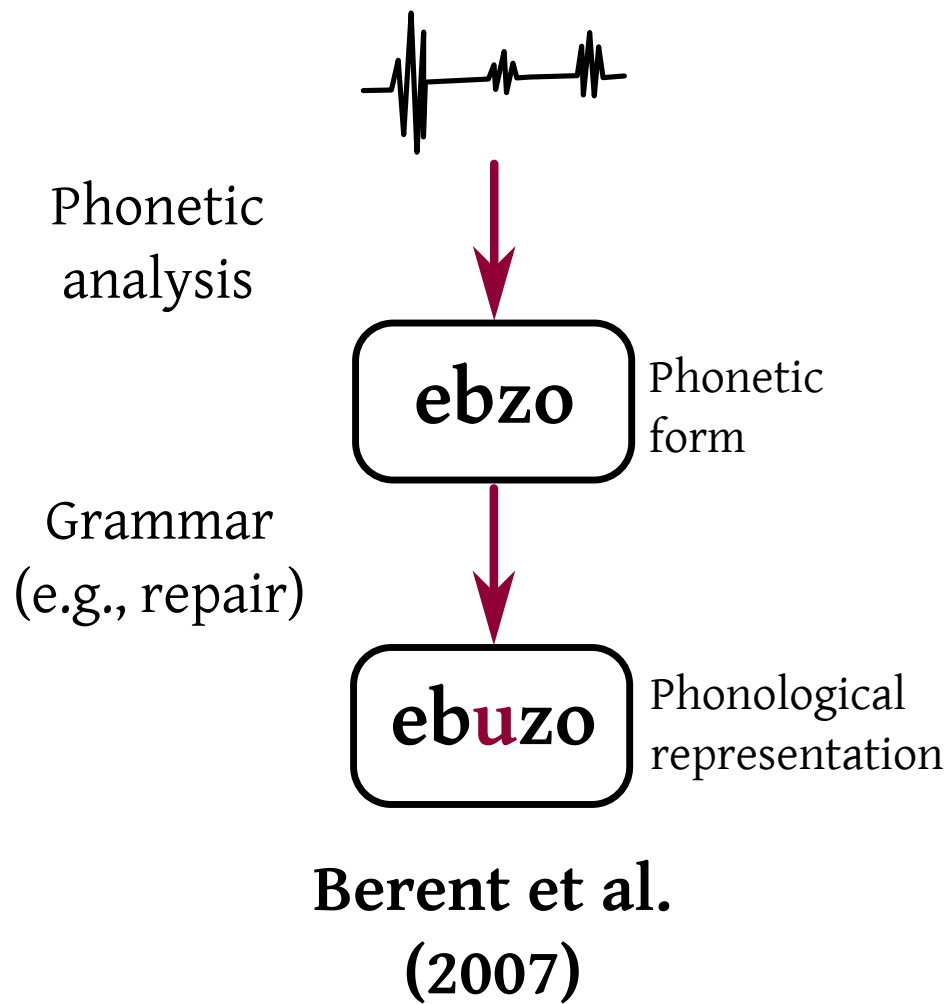 Phonetic
analysis
ebzo
Phonetic
form
Grammar
(e.g., repair)
ebuzo
Phonological
representation
Berent et al.
(2007)